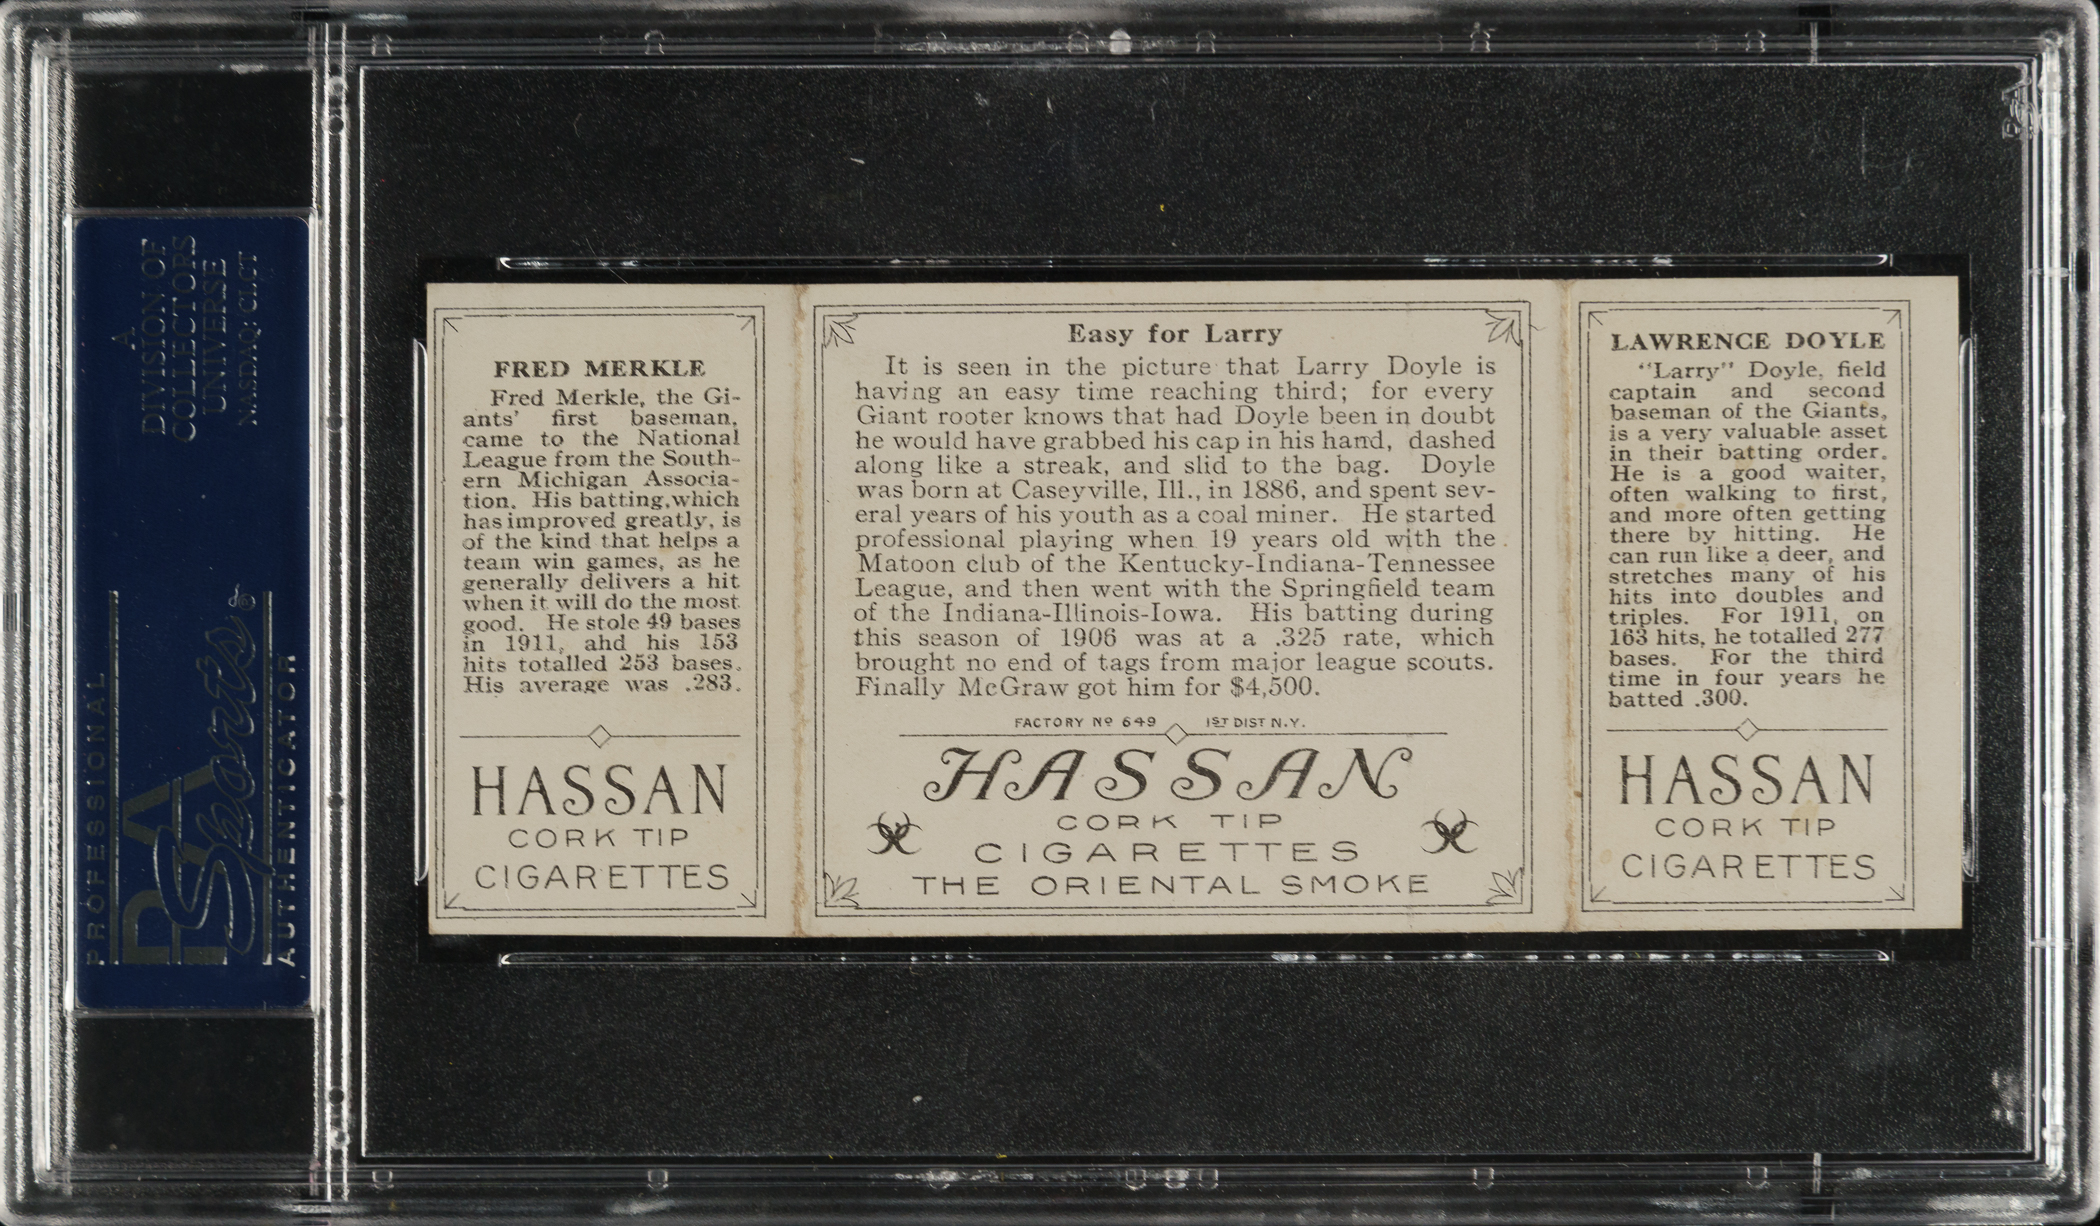 A
DIVISION OF
COLLECTORS
UNIVERSE
NASDAQ: CLCT
PROFESSIONAL
PSA
Sports®
AUTHENTICATOR
FRED MERKLE
Fred Merkle, the Gi-
ants' first baseman,
came to the National
League from the South-
ern Michigan Associa-
tion. His batting, which
has improved greatly, is
of the kind that helps a
team win games, as he
generally delivers a hit
when it will do the most
good. He stole 49 bases
in 1911, ahd his 153
hits totalled 253 bases.
His average was .283.
HASSAN
CORK TIP
CIGARETTES
Easy for Larry
It is seen in the picture that Larry Doyle is
having an easy time reaching third; for every
Giant rooter knows that had Doyle been in doubt
he would have grabbed his cap in his hand, dashed
along like a streak, and slid to the bag. Doyle
was born at Caseyville, Ill., in 1886, and spent sev-
eral years of his youth as a coal miner. He started
professional playing when 19 years old with the
Matoon club of the Kentucky-Indiana-Tennessee
League, and then went with the Springfield team
of the Indiana-Illinois-Iowa. His batting during
this season of 1906 was at a .325 rate, which
brought no end of tags from major league scouts.
Finally McGraw got him for $4,500.
FACTORY Nº 649 1ST DIST N.Y.
HASSAN
CORK TIP
CIGARETTES
THE ORIENTAL SMOKE
LAWRENCE DOYLE
"Larry" Doyle, field
captain and second
baseman of the Giants,
is a very valuable asset
in their batting order.
He is a good waiter,
often walking to first,
and more often getting
there by hitting. He
can run like a deer, and
stretches many of his
hits into doubles and
triples. For 1911, on
163 hits, he totalled 277
bases. For the third
time in four years he
batted .300.
HASSAN
CORK TIP
CIGARETTES
PSA